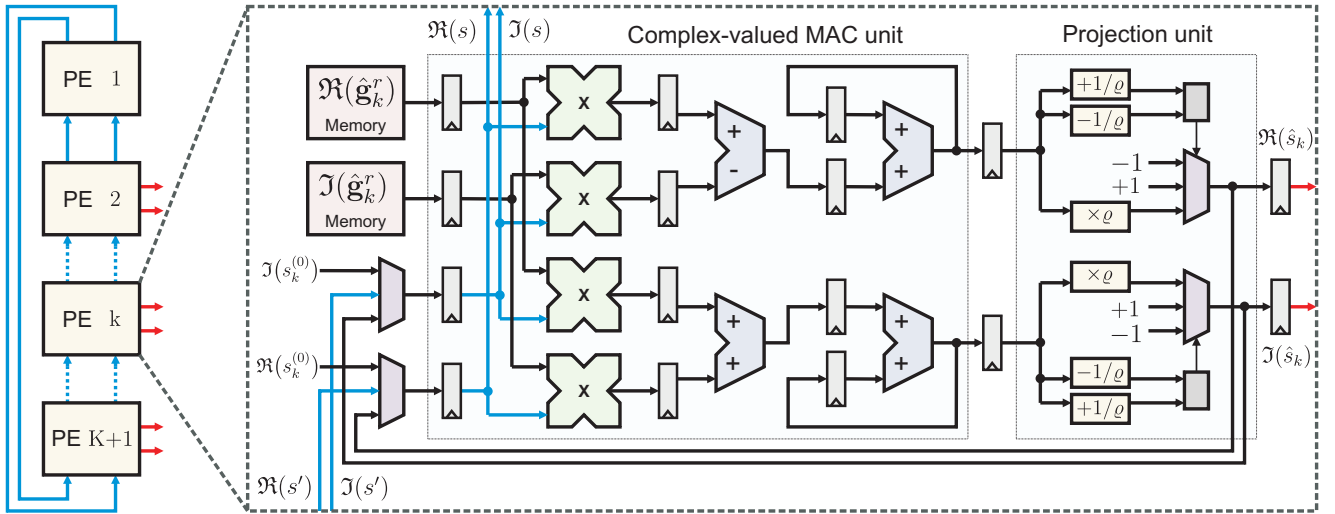 PE 1
PE 2
PE k
PE K+1
ℜ(s) ℑ(s)
Complex-valued MAC unit
Projection unit
ℜ(ĝ_k^r)
Memory
ℑ(ĝ_k^r)
Memory
ℑ(s_k^{(0)})
ℜ(s_k^{(0)})
ℜ(s′) ℑ(s′)
x
x
x
x
+
-
+
+
+
+
+
+
+1/ϱ
−1/ϱ
−1
+1
×ϱ
×ϱ
+1
−1
−1/ϱ
+1/ϱ
ℜ(ŝ_k)
ℑ(ŝ_k)